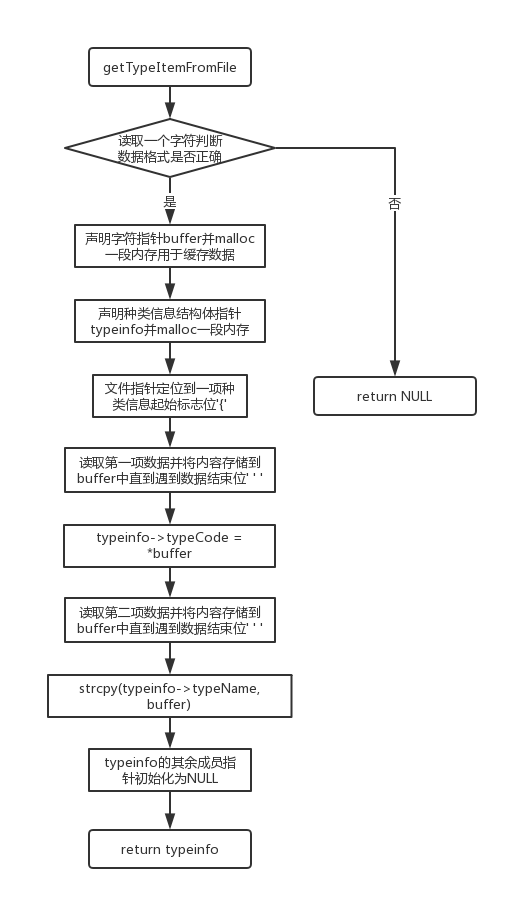 getTypeItemFromFile
读取一个字符判断
数据格式是否正确
是
否
声明字符指针buffer并malloc
一段内存用于缓存数据
声明种类信息结构体指针
typeinfo并malloc一段内存
文件指针定位到一项种
类信息起始标志位'{'
return NULL
读取第一项数据并将内容存储到
buffer中直到遇到数据结束位' ' '
typeinfo->typeCode =
*buffer
读取第二项数据并将内容存储到
buffer中直到遇到数据结束位' ' '
strcpy(typeinfo->typeName,
buffer)
typeinfo的其余成员指
针初始化为NULL
return typeinfo